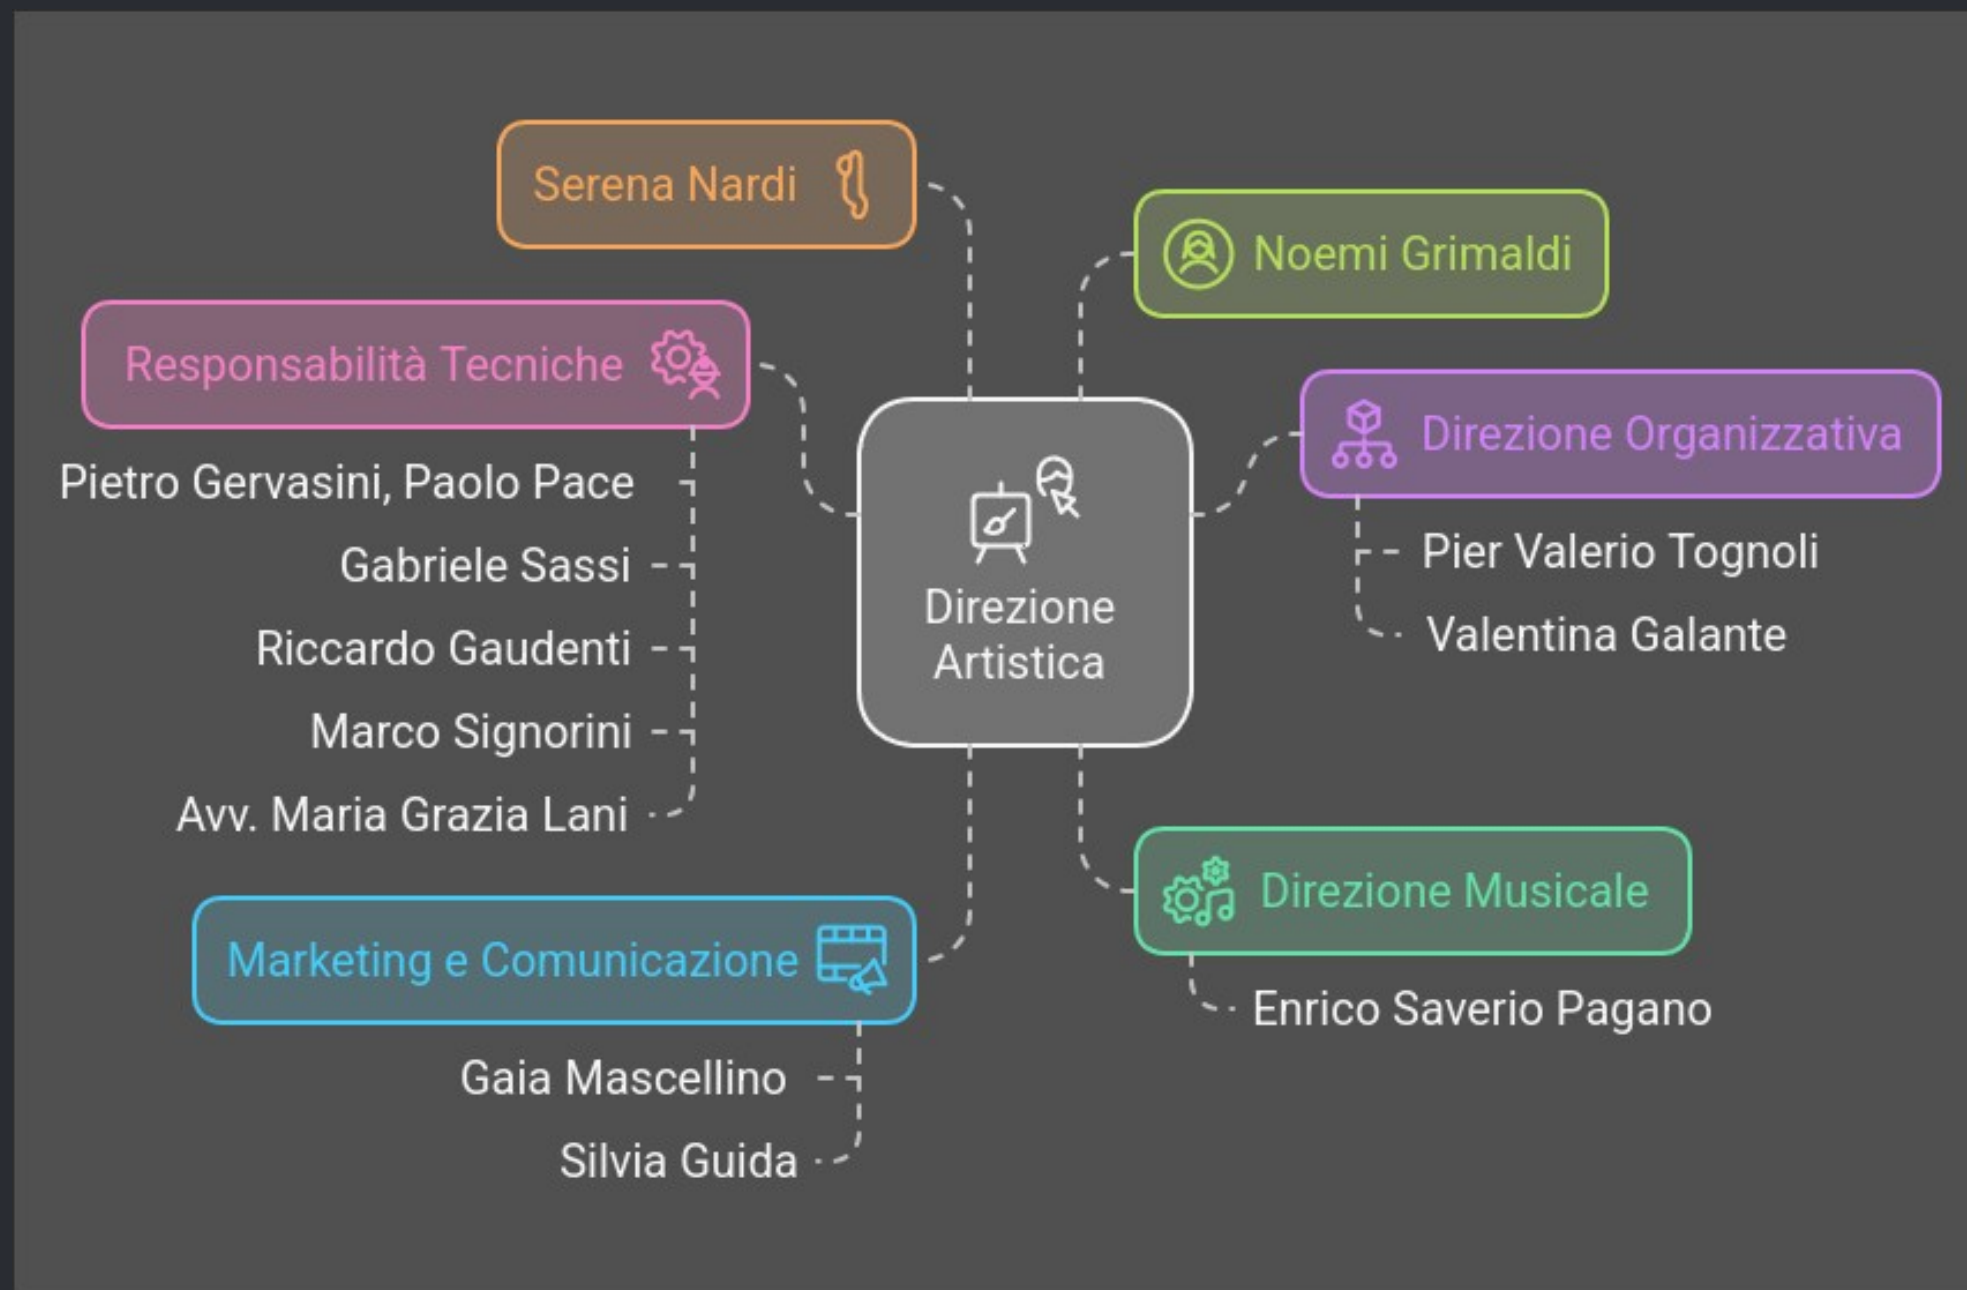 Serena Nardi
Noemi Grimaldi
Responsabilità Tecniche
Pietro Gervasini, Paolo Pace
Gabriele Sassi
Riccardo Gaudenti
Marco Signorini
Avv. Maria Grazia Lani
Direzione
Artistica
Direzione Organizzativa
Pier Valerio Tognoli
Valentina Galante
Marketing e Comunicazione
Gaia Mascellino
Silvia Guida
Direzione Musicale
Enrico Saverio Pagano